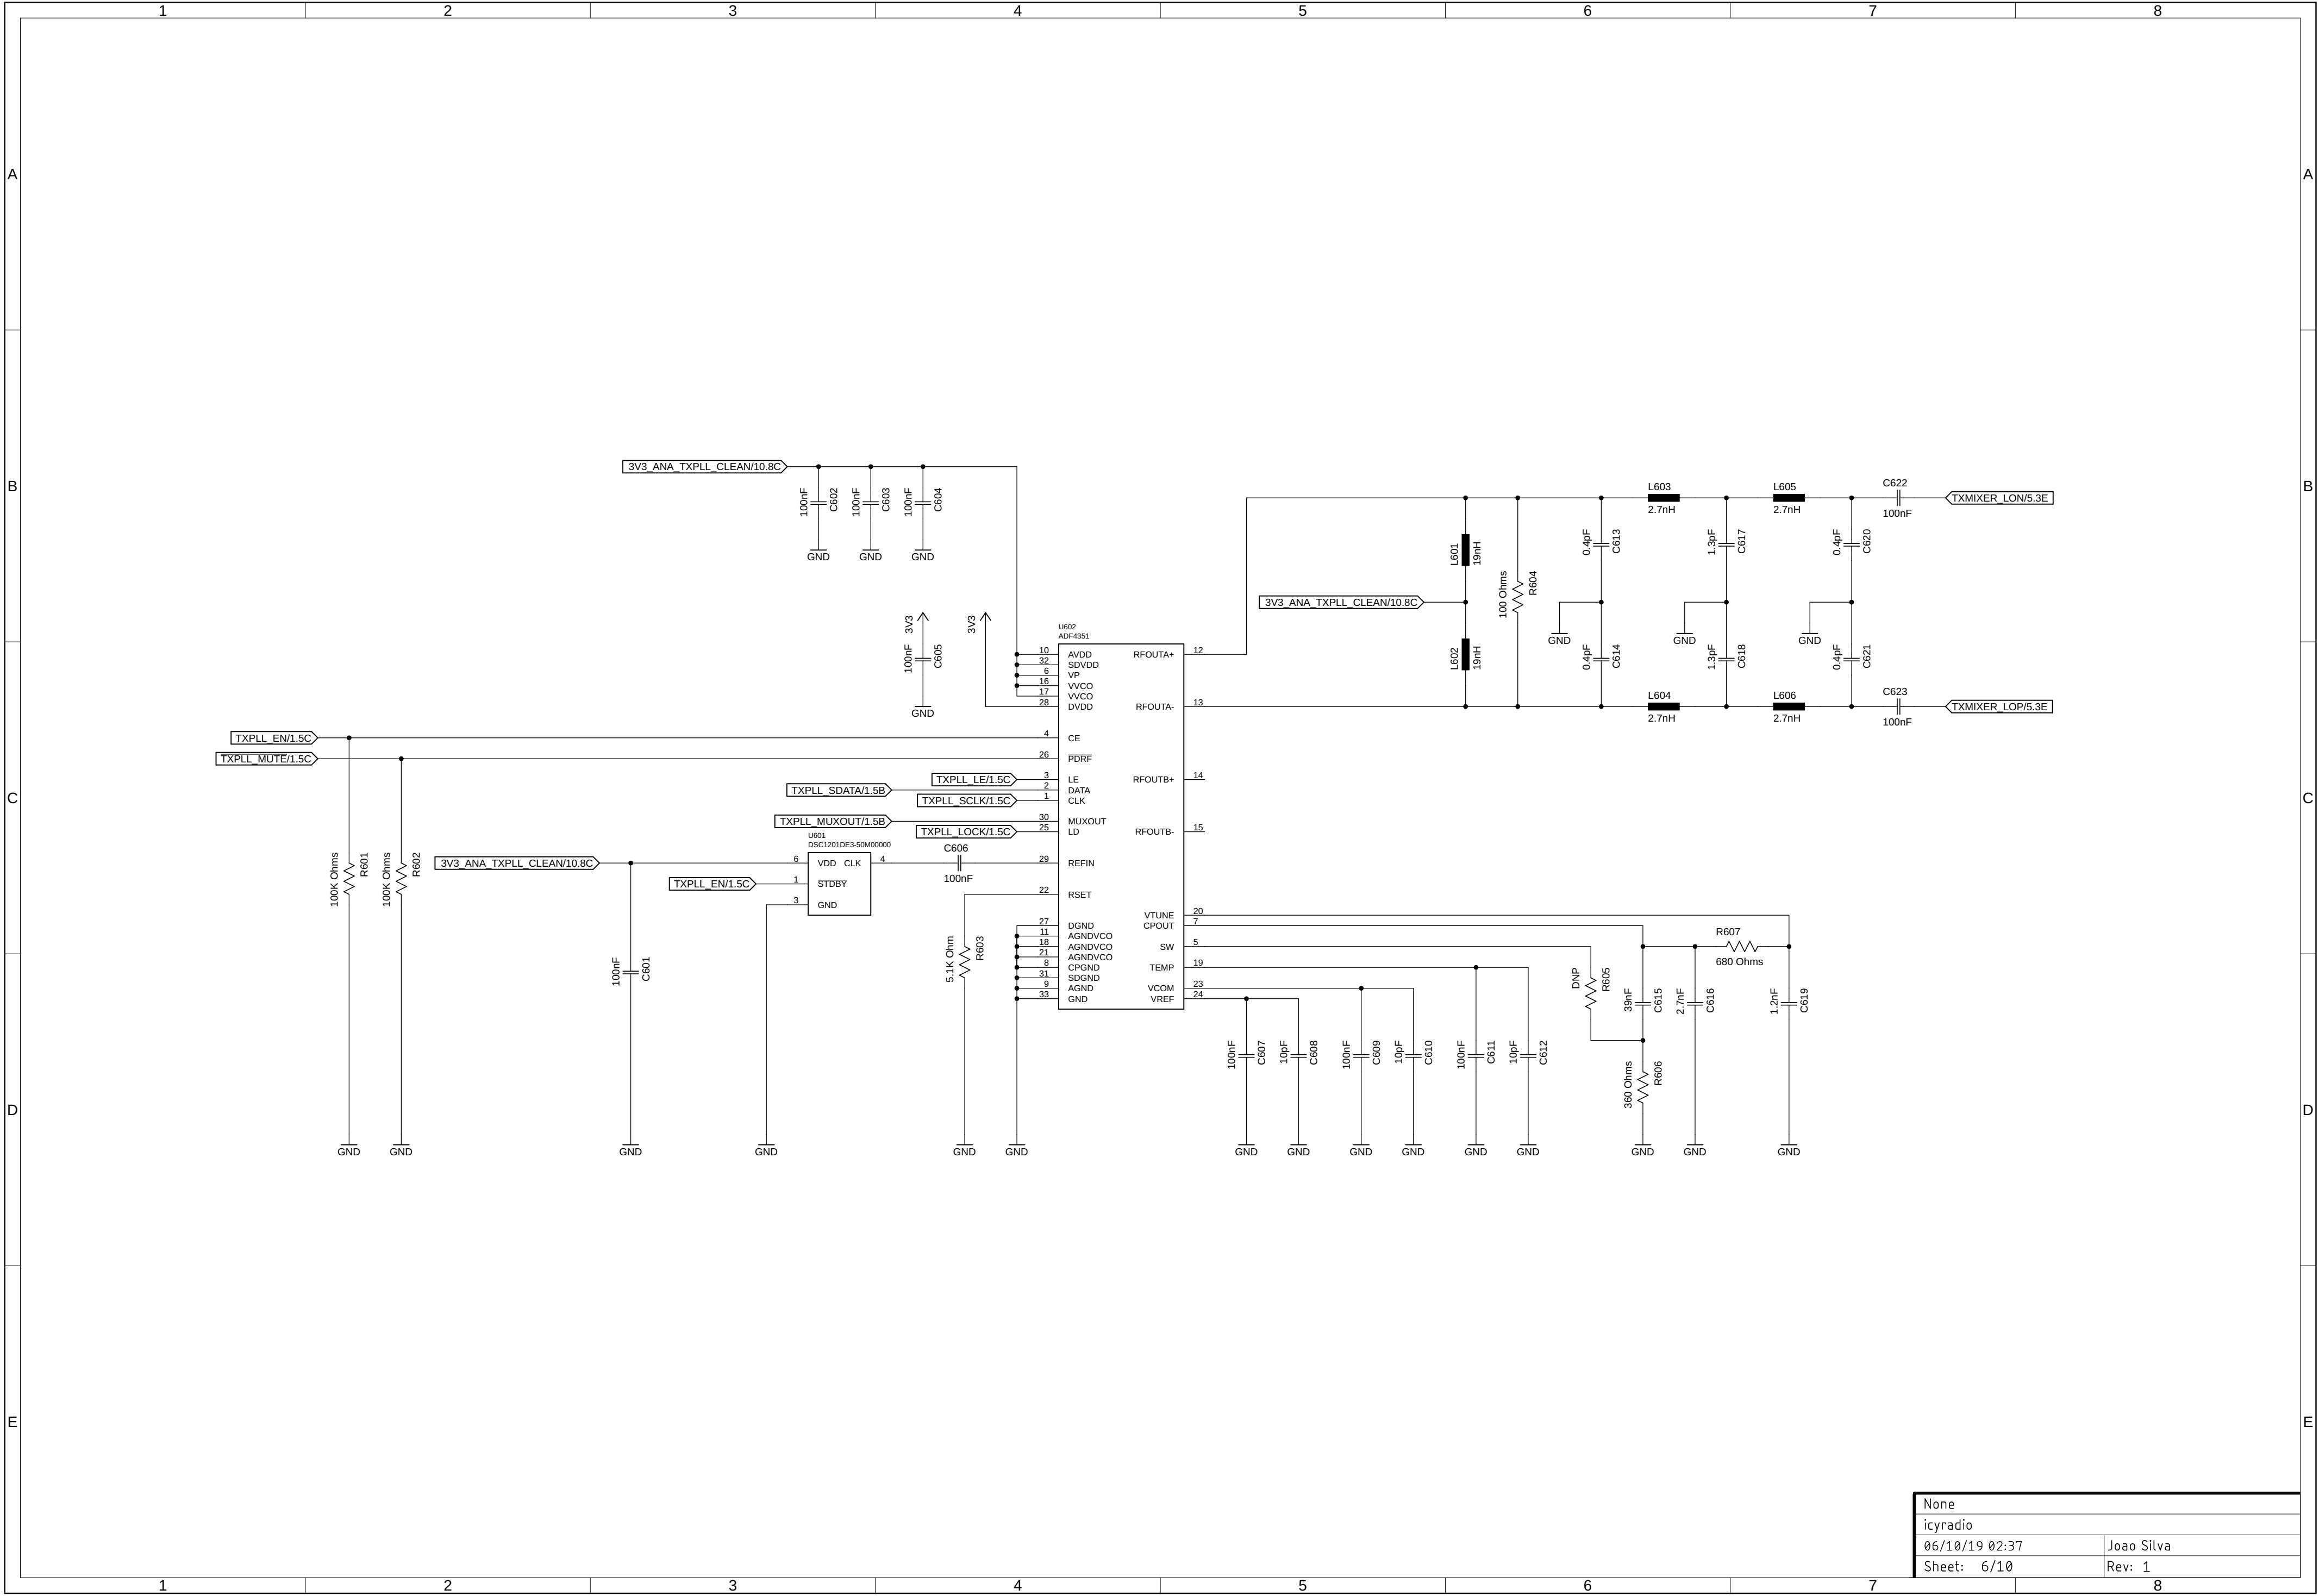 1 2 3 4 5 6 7 8
A A
B B
C C
D D
E E
3V3_ANA_TXPLL_CLEAN/10.8C
100nF C602
100nF C603
100nF C604
GND GND GND
3V3 3V3
100nF C605
GND
U602
ADF4351
10 AVDD
32 SDVDD
6 VP
16 VVCO
17 VVCO
28 DVDD
4 CE
26 PDRF
3 LE
2 DATA
1 CLK
30 MUXOUT
25 LD
29 REFIN
22 RSET
27 DGND
11 AGNDVCO
18 AGNDVCO
21 AGNDVCO
8 CPGND
31 SDGND
9 AGND
33 GND
RFOUTA+ 12
RFOUTA- 13
RFOUTB+ 14
RFOUTB- 15
VTUNE 20
CPOUT 7
SW 5
TEMP 19
VCOM 23
VREF 24
TXPLL_EN/1.5C
TXPLL_MUTE/1.5C
TXPLL_LE/1.5C
TXPLL_SDATA/1.5B
TXPLL_SCLK/1.5C
TXPLL_MUXOUT/1.5B
TXPLL_LOCK/1.5C
U601
DSC1201DE3-50M00000
3V3_ANA_TXPLL_CLEAN/10.8C
6 VDD CLK 4
TXPLL_EN/1.5C
1 STDBY
3 GND
C606
100nF
100K Ohms R601
100K Ohms R602
100nF C601
5.1K Ohm R603
GND GND GND GND GND GND
3V3_ANA_TXPLL_CLEAN/10.8C
L601 19nH
L602 19nH
100 Ohms R604
0.4pF C613
0.4pF C614
GND
L603
2.7nH
L604
2.7nH
1.3pF C617
1.3pF C618
GND
L605
2.7nH
L606
2.7nH
0.4pF C620
0.4pF C621
GND
C622
100nF
C623
100nF
TXMIXER_LON/5.3E
TXMIXER_LOP/5.3E
100nF C607
10pF C608
100nF C609
10pF C610
100nF C611
10pF C612
DNP R605
39nF C615
360 Ohms R606
2.7nF C616
R607
680 Ohms
1.2nF C619
GND GND GND GND GND GND GND GND GND
None
icyradio
06/10/19 02:37 Joao Silva
Sheet: 6/10 Rev: 1
1 2 3 4 5 6 7 8